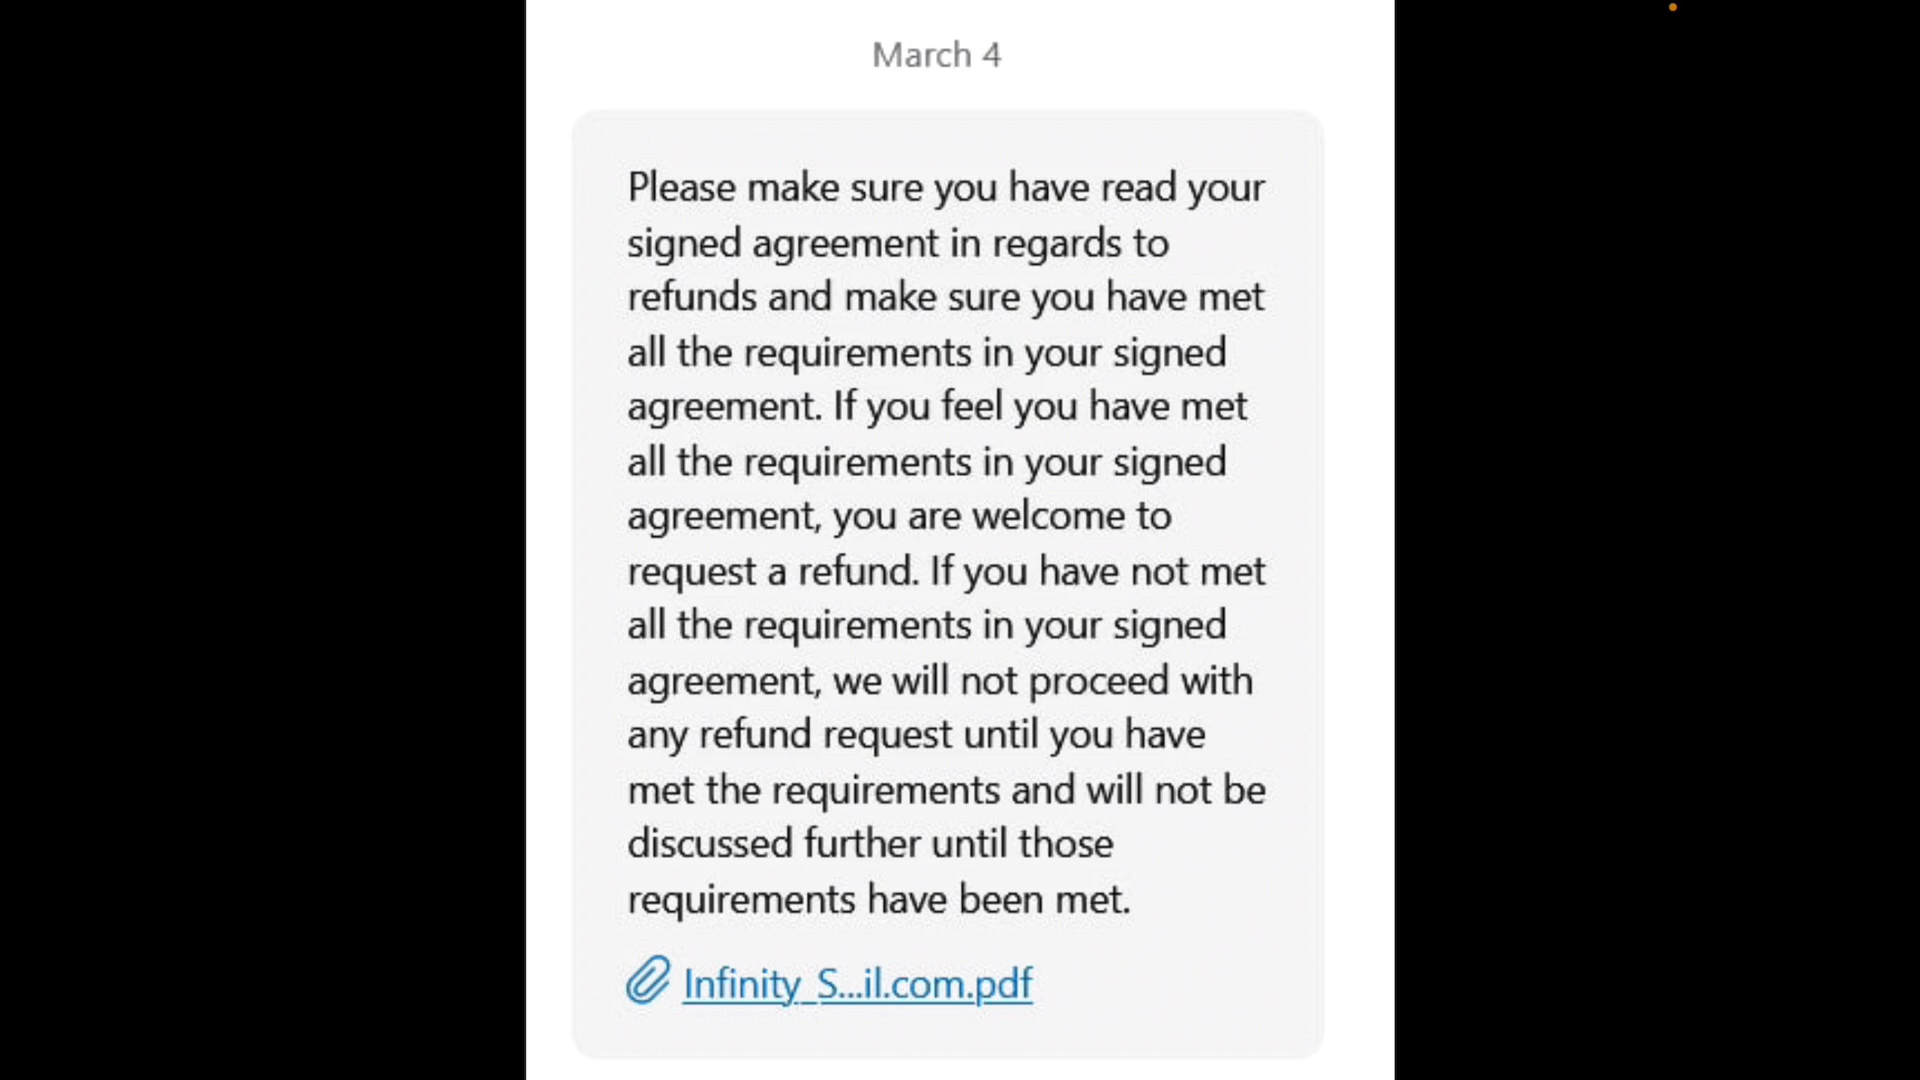 March 4
Please make sure you have read your
signed agreement in regards to
refunds and make sure you have met
all the requirements in your signed
agreement. If you feel you have met
all the requirements in your signed
agreement, you are welcome to
request a refund. If you have not met
all the requirements in your signed
agreement, we will not proceed with
any refund request until you have
met the requirements and will not be
discussed further until those
requirements have been met.
Infinity_S...il.com.pdf